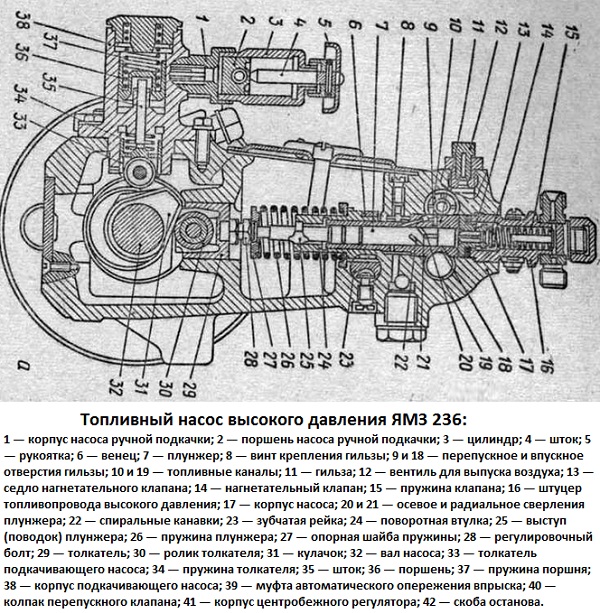 38
37
36
35
34
33
1
2
3
4
5
6
7
8
9
10
11
12
13
14
15
а
32
31
30
29
28
27
26
25
24
23
22
21
20
19
18
17
16
Топливный насос высокого давления ЯМЗ 236:
1 — корпус насоса ручной подкачки; 2 — поршень насоса ручной подкачки; 3 — цилиндр; 4 — шток; 5
— рукоятка; 6 — венец; 7 — плунжер; 8 — винт крепления гильзы; 9 и 18 — перепускное и впускное
отверстия гильзы; 10 и 19 — топливные каналы; 11 — гильза; 12 — вентиль для выпуска воздуха; 13 —
седло нагнетательного клапана; 14 — нагнетательный клапан; 15 — пружина клапана; 16 — штуцер
топливопровода высокого давления; 17 — корпус насоса; 20 и 21 — осевое и радиальное сверления
плунжера; 22 — спиральные канавки; 23 — зубчатая рейка; 24 — поворотная втулка; 25 — выступ
(поводок) плунжера; 26 — пружина плунжера; 27 — опорная шайба пружины; 28 — регулировочный
болт; 29 — толкатель; 30 — ролик толкателя; 31 — кулачок; 32 — вал насоса; 33 — толкатель
подкачивающего насоса; 34 — пружина толкателя; 35 — шток; 36 — поршень; 37 — пружина поршня;
38 — корпус подкачивающего насоса; 39 — муфта автоматического опережения впрыска; 40 —
колпак перепускного клапана; 41 — корпус центробежного регулятора; 42 — скоба останова.